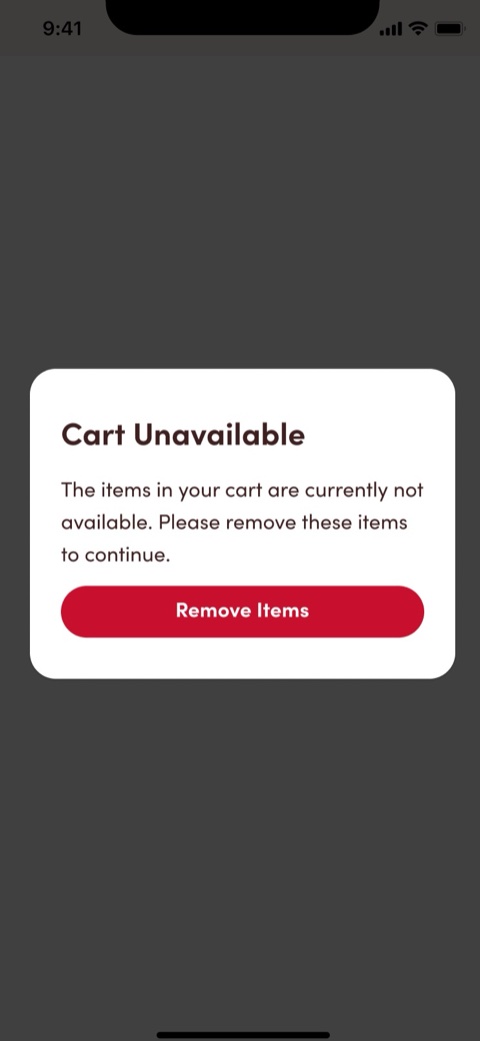 9:41
Cart Unavailable
The items in your cart are currently not
available. Please remove these items
to continue.
Remove Items